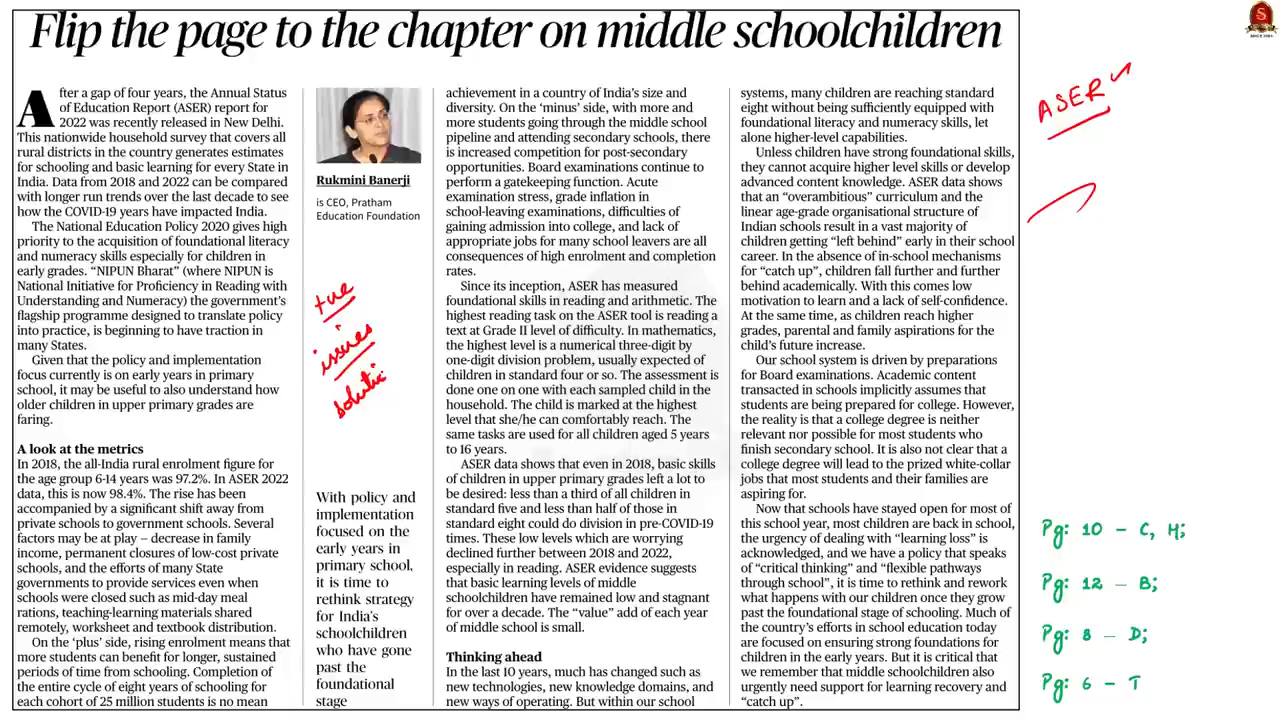 Flip the page to the chapter on middle schoolchildren
After a gap of four years, the Annual Status
of Education Report (ASER) report for
2022 was recently released in New Delhi.
This nationwide household survey that covers all
rural districts in the country generates estimates
for schooling and basic learning for every State in
India. Data from 2018 and 2022 can be compared
with longer run trends over the last decade to see
how the COVID-19 years have impacted India.
The National Education Policy 2020 gives high
priority to the acquisition of foundational literacy
and numeracy skills especially for children in
early grades. “NIPUN Bharat” (where NIPUN is
National Initiative for Proficiency in Reading with
Understanding and Numeracy) the government’s
flagship programme designed to translate policy
into practice, is beginning to have traction in
many States.
Given that the policy and implementation
focus currently is on early years in primary
school, it may be useful to also understand how
older children in upper primary grades are
faring.
A look at the metrics
In 2018, the all-India rural enrolment figure for
the age group 6-14 years was 97.2%. In ASER 2022
data, this is now 98.4%. The rise has been
accompanied by a significant shift away from
private schools to government schools. Several
factors may be at play — decrease in family
income, permanent closures of low-cost private
schools, and the efforts of many State
governments to provide services even when
schools were closed such as mid-day meal
rations, teaching-learning materials shared
remotely, worksheet and textbook distribution.
On the ‘plus’ side, rising enrolment means that
more students can benefit for longer, sustained
periods of time from schooling. Completion of
the entire cycle of eight years of schooling for
each cohort of 25 million students is no mean
Rukmini Banerji
is CEO, Pratham
Education Foundation
+ve
issues
With policy and
implementation
focused on the
early years in
primary school,
it is time to
rethink strategy
for India’s
schoolchildren
who have gone
past the
foundational
stage
achievement in a country of India’s size and
diversity. On the ‘minus’ side, with more and
more students going through the middle school
pipeline and attending secondary schools, there
is increased competition for post-secondary
opportunities. Board examinations continue to
perform a gatekeeping function. Acute
examination stress, grade inflation in
school-leaving examinations, difficulties of
gaining admission into college, and lack of
appropriate jobs for many school leavers are all
consequences of high enrolment and completion
rates.
Since its inception, ASER has measured
foundational skills in reading and arithmetic. The
highest reading task on the ASER tool is reading a
text at Grade II level of difficulty. In mathematics,
the highest level is a numerical three-digit by
one-digit division problem, usually expected of
children in standard four or so. The assessment is
done one on one with each sampled child in the
household. The child is marked at the highest
level that she/he can comfortably reach. The
same tasks are used for all children aged 5 years
to 16 years.
ASER data shows that even in 2018, basic skills
of children in upper primary grades left a lot to
be desired: less than a third of all children in
standard five and less than half of those in
standard eight could do division in pre-COVID-19
times. These low levels which are worrying
declined further between 2018 and 2022,
especially in reading. ASER evidence suggests
that basic learning levels of middle
schoolchildren have remained low and stagnant
for over a decade. The “value” add of each year
of middle school is small.
Thinking ahead
In the last 10 years, much has changed such as
new technologies, new knowledge domains, and
new ways of operating. But within our school
systems, many children are reaching standard
eight without being sufficiently equipped with
foundational literacy and numeracy skills, let
alone higher-level capabilities.
Unless children have strong foundational skills,
they cannot acquire higher level skills or develop
advanced content knowledge. ASER data shows
that an “overambitious” curriculum and the
linear age-grade organisational structure of
Indian schools result in a vast majority of
children getting “left behind” early in their school
career. In the absence of in-school mechanisms
for “catch up”, children fall further and further
behind academically. With this comes low
motivation to learn and a lack of self-confidence.
At the same time, as children reach higher
grades, parental and family aspirations for the
child’s future increase.
Our school system is driven by preparations
for Board examinations. Academic content
transacted in schools implicitly assumes that
students are being prepared for college. However,
the reality is that a college degree is neither
relevant nor possible for most students who
finish secondary school. It is also not clear that a
college degree will lead to the prized white-collar
jobs that most students and their families are
aspiring for.
Now that schools have stayed open for most of
this school year, most children are back in school,
the urgency of dealing with “learning loss” is
acknowledged, and we have a policy that speaks
of “critical thinking” and “flexible pathways
through school”, it is time to rethink and rework
what happens with our children once they grow
past the foundational stage of schooling. Much of
the country’s efforts in school education today
are focused on ensuring strong foundations for
children in the early years. But it is critical that
we remember that middle schoolchildren also
urgently need support for learning recovery and
“catch up”.
ASER
Pg: 10 - C, H;
Pg: 12 - B;
Pg: 8 - D;
Pg: 6 - T